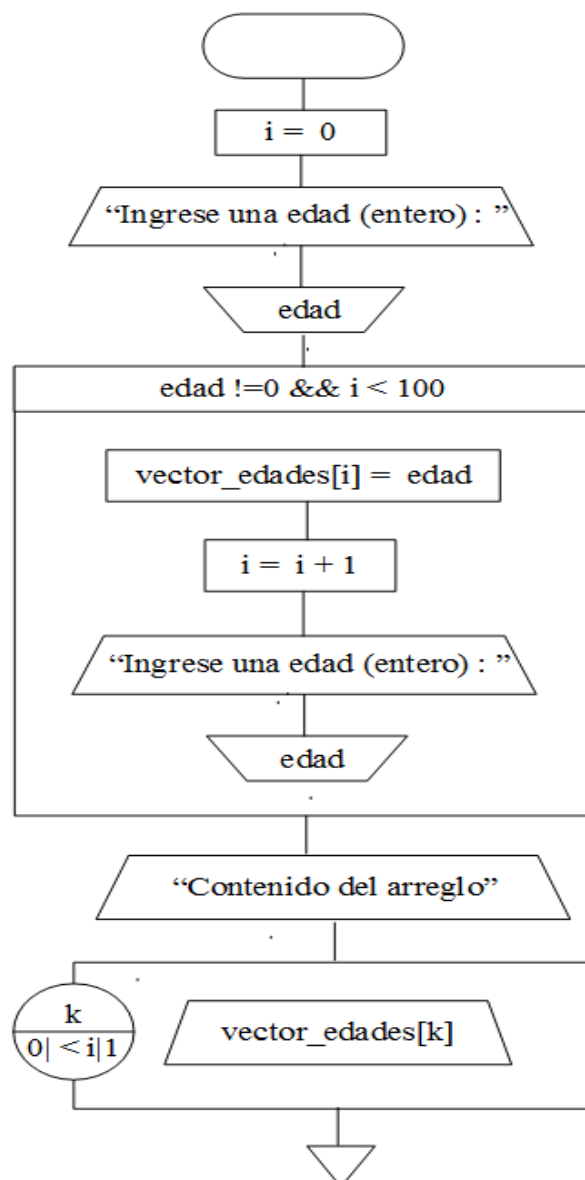 i = 0
“Ingrese una edad (entero) : ”
edad
edad !=0 && i < 100
vector_edades[i] = edad
i = i + 1
“Ingrese una edad (entero) : ”
edad
“Contenido del arreglo”
k
0| < i|1
vector_edades[k]